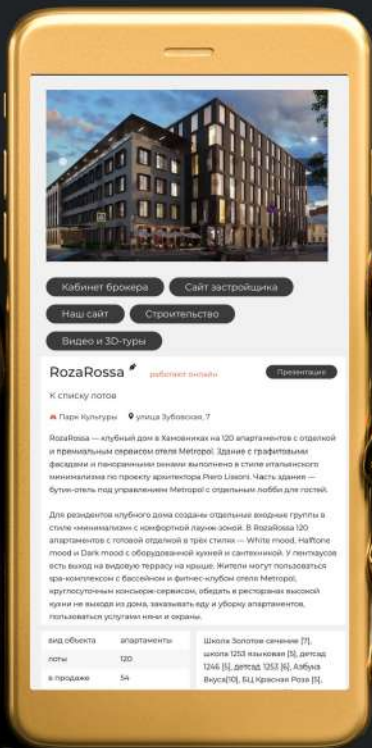 Кабинет брокера
Сайт застройщика
Наш сайт
Строительство
Видео и 3D-туры
RozaRossa
работают онлайн
Презентация
К списку лотов
Парк Культуры
улица Зубовская, 7
RozaRossa — клубный дом в Хамовниках на 120 апартаментов с отделкой
и премиальным сервисом отеля Metropol. Здание с графитовыми
фасадами и панорамными окнами выполнено в стиле итальянского
минимализма по проекту архитектора Piero Lissoni. Часть здания —
бутик-отель под управлением Metropol с отдельным лобби для гостей.
Для резидентов клубного дома созданы отдельные входные группы в
стиле «минимализм» с комфортной лаунж-зоной. В RozaRossa 120
апартаментов с готовой отделкой в трёх стилях — White mood, Halftone
mood и Dark mood с оборудованной кухней и сантехникой. У пентхаусов
есть выход на видовую террасу на крыше. Жители могут пользоваться
spa-комплексом с бассейном и фитнес-клубом отеля Metropol,
круглосуточным консьерж-сервисом, обедать в ресторанах высокой
кухни не выходя из дома, заказывать еду и уборку апартаментов,
пользоваться услугами няни и охраны.
вид объекта апартаменты
лоты 120
в продаже 54
Школа Золотое сечение [7],
школа 1253 языковая [5], детсад
1246 [5], детсад 1253 [6], Азбука
Вкуса[10], БЦ Красная Роза [5],